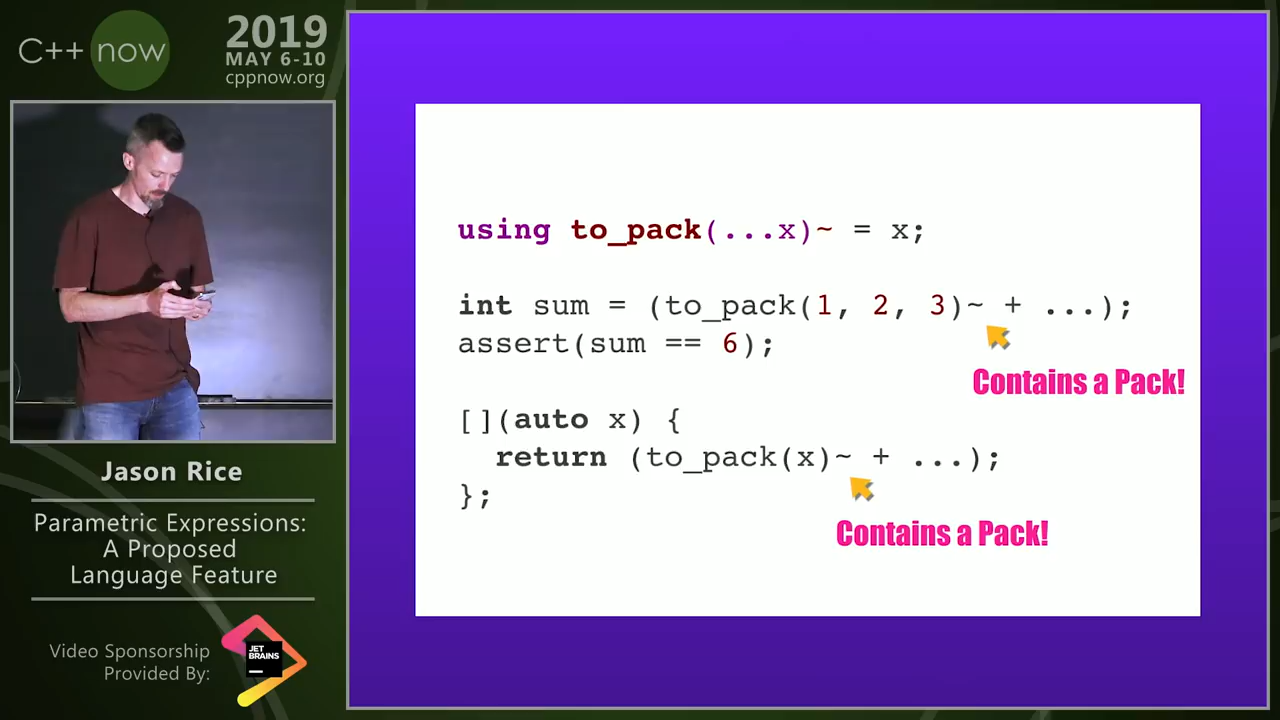 C++ now
2019
MAY 6-10
cppnow.org
using to_pack(...x)~ = x;
int sum = (to_pack(1, 2, 3)~ + ...);
assert(sum == 6);
Contains a Pack!
[](auto x) {
return (to_pack(x)~ + ...);
};
Contains a Pack!
Jason Rice
Parametric Expressions:
A Proposed
Language Feature
Video Sponsorship
Provided By:
JET
BRAINS